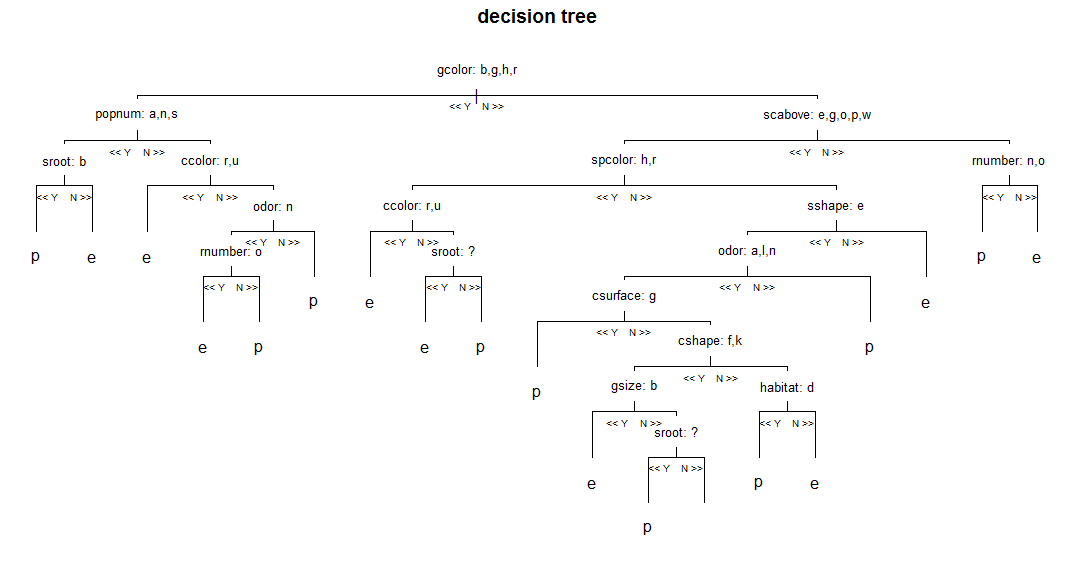 decision tree
gcolor: b,g,h,r
<< Y N >>
popnum: a,n,s
scabove: e,g,o,p,w
<< Y N >>
<< Y N >>
sroot: b
ccolor: r,u
spcolor: h,r
rnumber: n,o
<< Y N >>
<< Y N >>
<< Y N >>
<< Y N >>
odor: n
ccolor: r,u
sshape: e
<< Y N >>
<< Y N >>
<< Y N >>
rnumber: o
sroot: ?
odor: a,l,n
p
e
e
p
e
<< Y N >>
<< Y N >>
<< Y N >>
csurface: g
p
e
e
<< Y N >>
cshape: f,k
e
p
e
p
p
<< Y N >>
gsize: b
habitat: d
p
<< Y N >>
<< Y N >>
sroot: ?
<< Y N >>
e
p
e
p